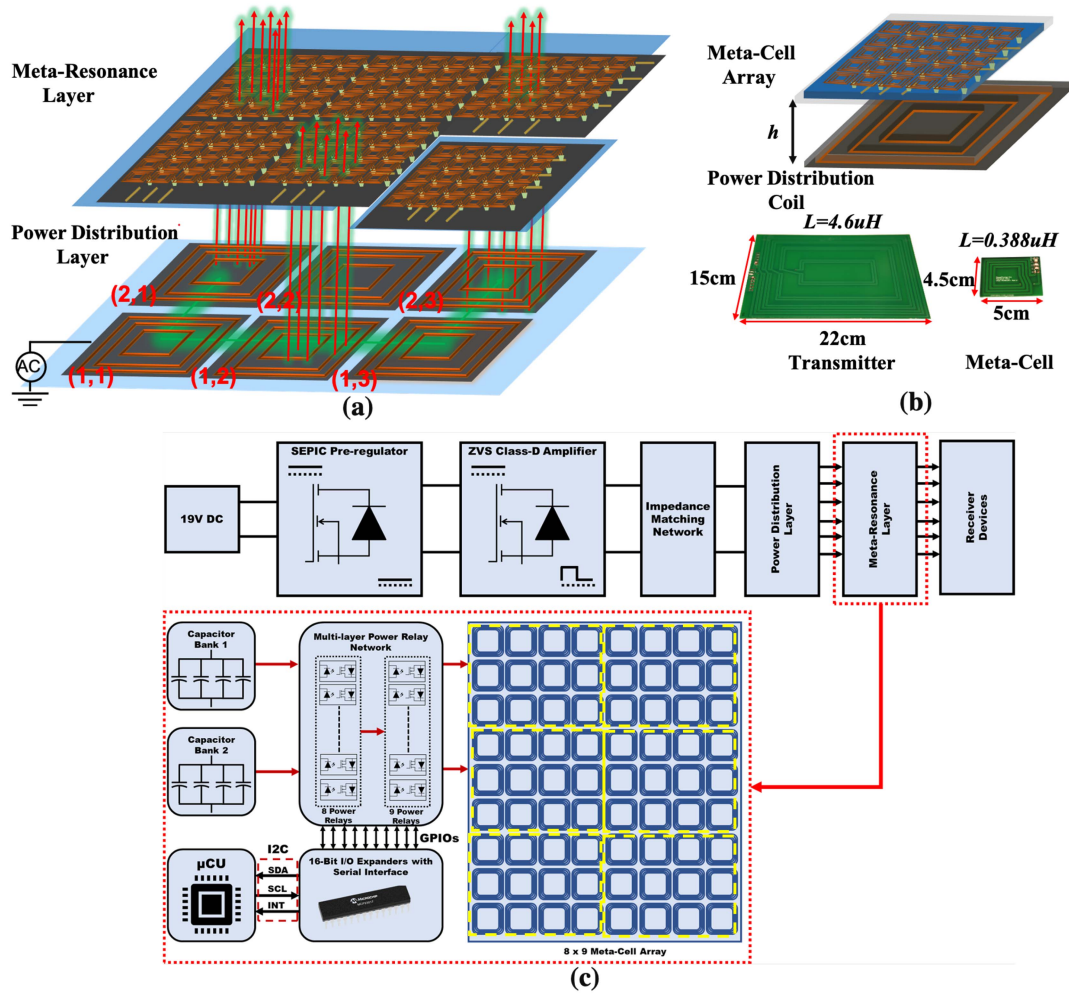 Meta-Resonance
Layer
Power Distribution
Layer
(2,1)
(2,2)
(2,3)
(1,1)
(1,2)
(1,3)
AC
(a)
Meta-Cell
Array
h
Power Distribution
Coil
L=4.6uH
L=0.388uH
15cm
4.5cm
22cm
5cm
Transmitter
Meta-Cell
(b)
19V DC
SEPIC Pre-regulator
ZVS Class-D Amplifier
Impedance
Matching
Network
Power Distribution
Layer
Meta-Resonance
Layer
Receiver
Devices
Capacitor
Bank 1
Capacitor
Bank 2
Multi-layer Power Relay
Network
8 Power
Relays
9 Power
Relays
GPIOs
I2C
µCU
SDA
SCL
INT
16-Bit I/O Expanders with
Serial Interface
8 x 9 Meta-Cell Array
(c)